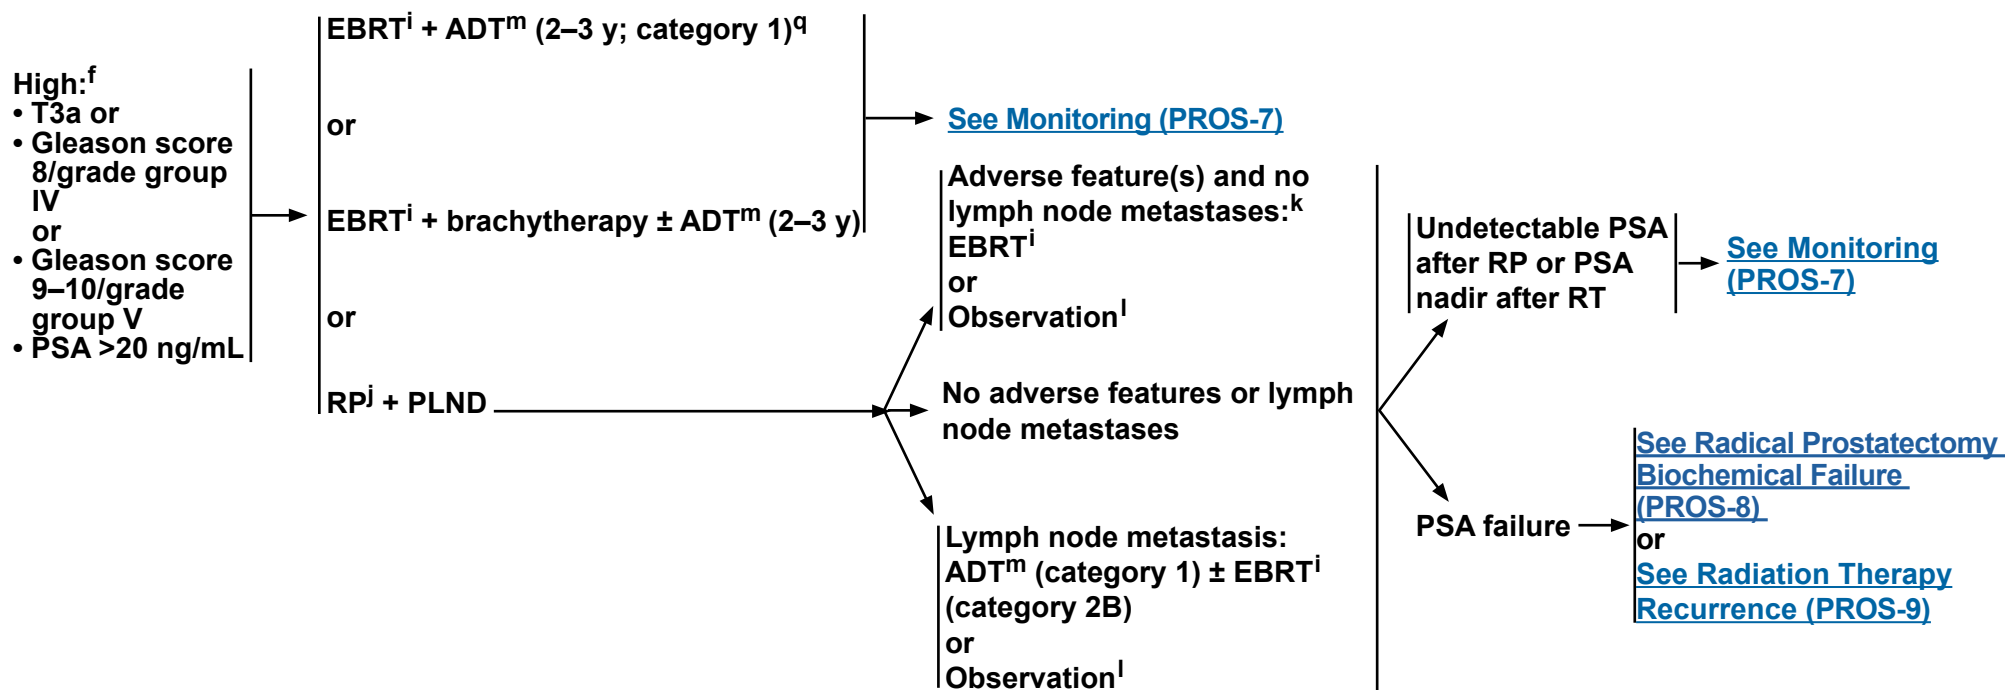 High:f
• T3a or
• Gleason score
8/grade group
IV
or
• Gleason score
9–10/grade
group V
• PSA >20 ng/mL
EBRTi + ADTm (2–3 y; category 1)q
or
EBRTi + brachytherapy ± ADTm (2–3 y)
or
RPj + PLND
See Monitoring (PROS-7)
Adverse feature(s) and no
lymph node metastases:k
EBRTi
or
Observationl
No adverse features or lymph
node metastases
Lymph node metastasis:
ADTm (category 1) ± EBRTi
(category 2B)
or
Observationl
Undetectable PSA
after RP or PSA
nadir after RT
See Monitoring
(PROS-7)
PSA failure
See Radical Prostatectomy
Biochemical Failure
(PROS-8)
or
See Radiation Therapy
Recurrence (PROS-9)